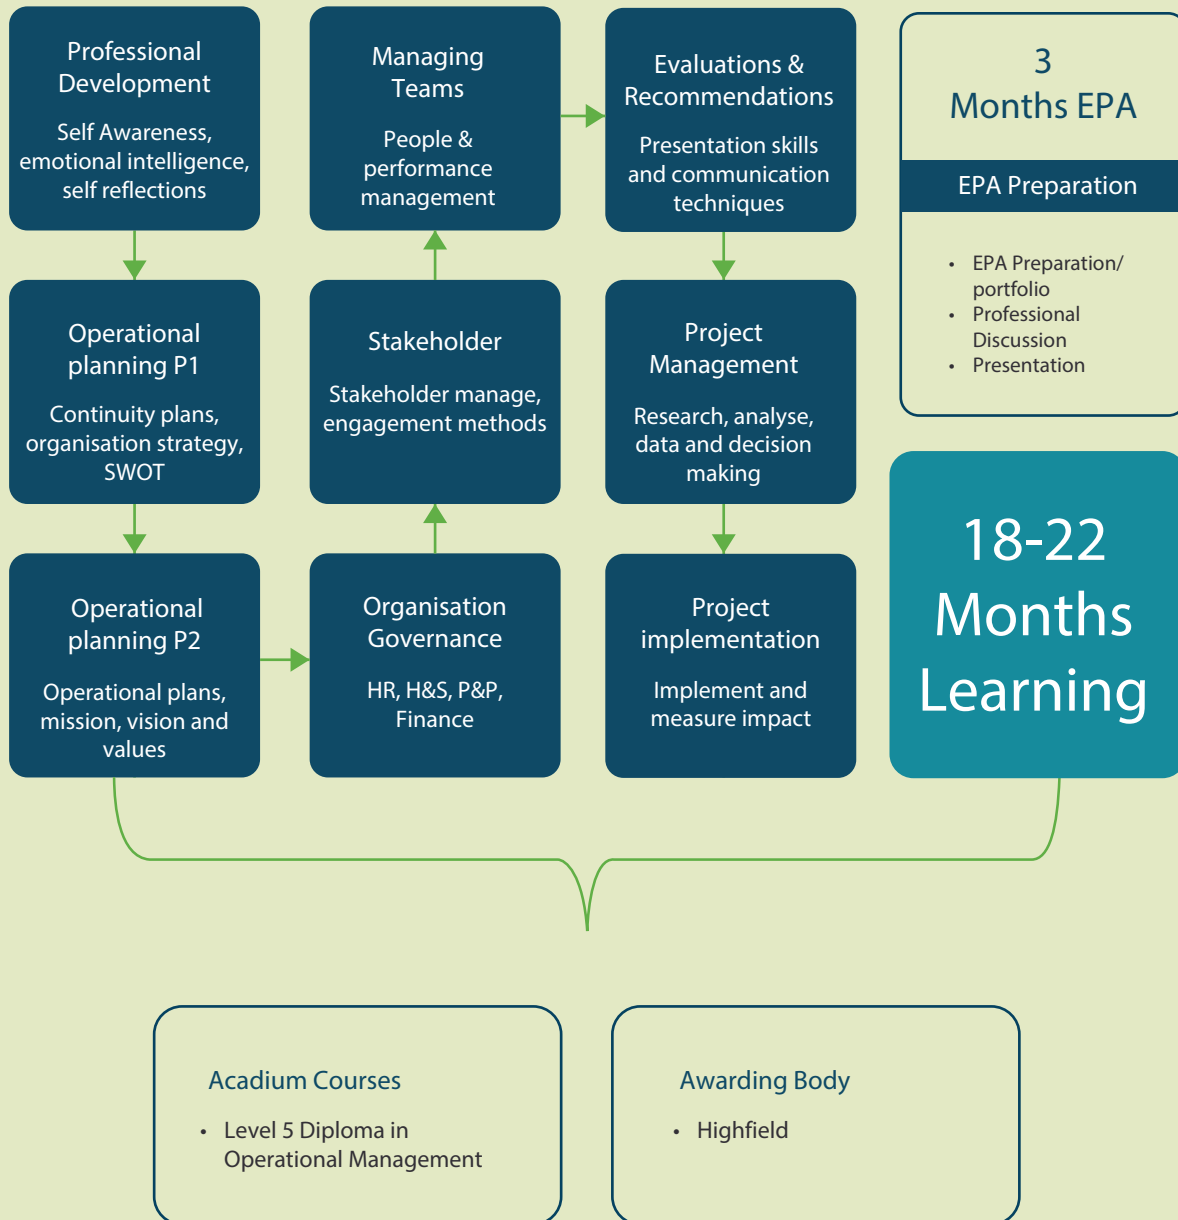 Professional
Development
Self Awareness,
emotional intelligence,
self reflections
Operational
planning P1
Continuity plans,
organisation strategy,
SWOT
Operational
planning P2
Operational plans,
mission, vision and
values
Organisation
Governance
HR, H&S, P&P,
Finance
Stakeholder
Stakeholder manage,
engagement methods
Managing
Teams
People &
performance
management
Evaluations &
Recommendations
Presentation skills
and communication
techniques
Project
Management
Research, analyse,
data and decision
making
Project
implementation
Implement and
measure impact
3
Months EPA
EPA Preparation
• EPA Preparation/
portfolio
• Professional
Discussion
• Presentation
18-22
Months
Learning
Acadium Courses
• Level 5 Diploma in
Operational Management
Awarding Body
• Highfield